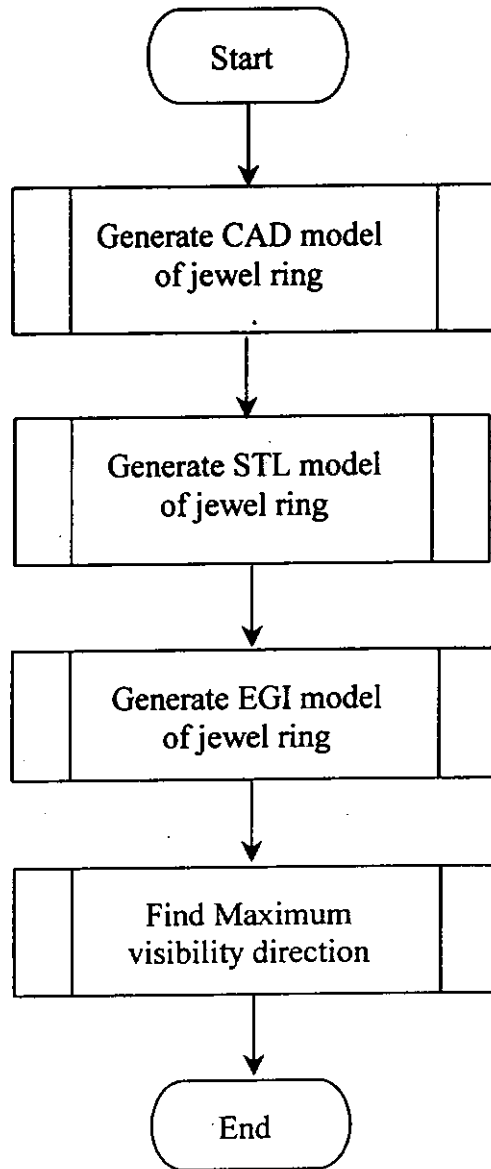 Start
Generate CAD model
of jewel ring
Generate STL model
of jewel ring
Generate EGI model
of jewel ring
Find Maximum
visibility direction
End